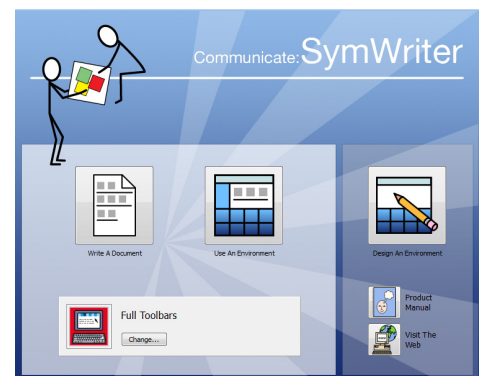 Communicate: SymWriter
Write A Document
Use An Environment
Design An Environment
Full Toolbars
Change...
Product
Manual
Visit The
Web